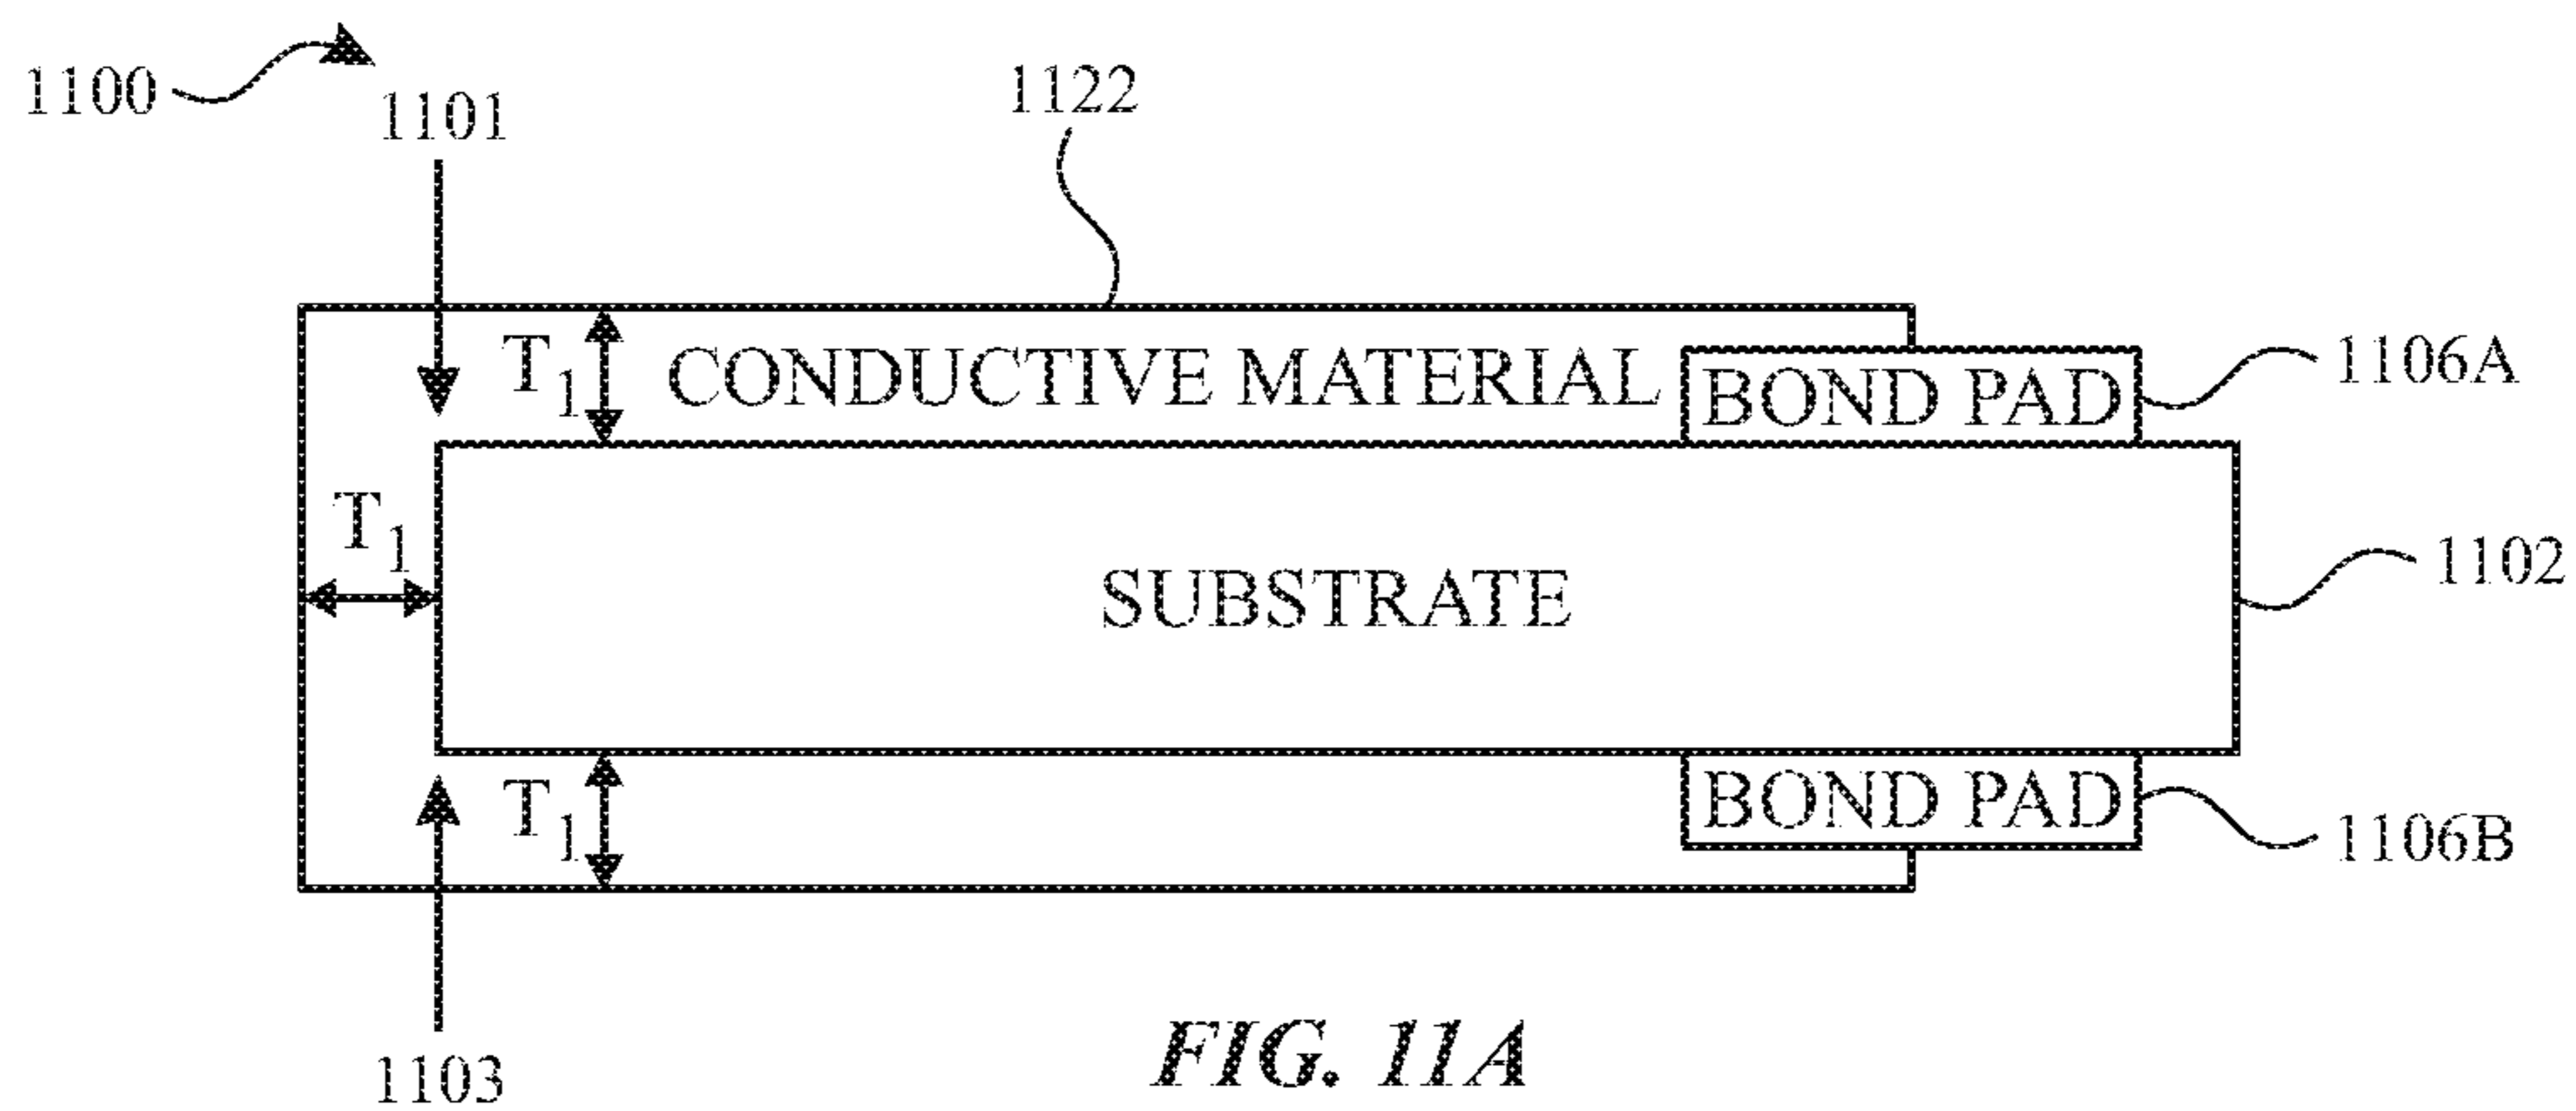 1100
1101
1122
T1 CONDUCTIVE MATERIAL BOND PAD 1106A
T1
SUBSTRATE
1102
T1 BOND PAD 1106B
1103
FIG. 11A